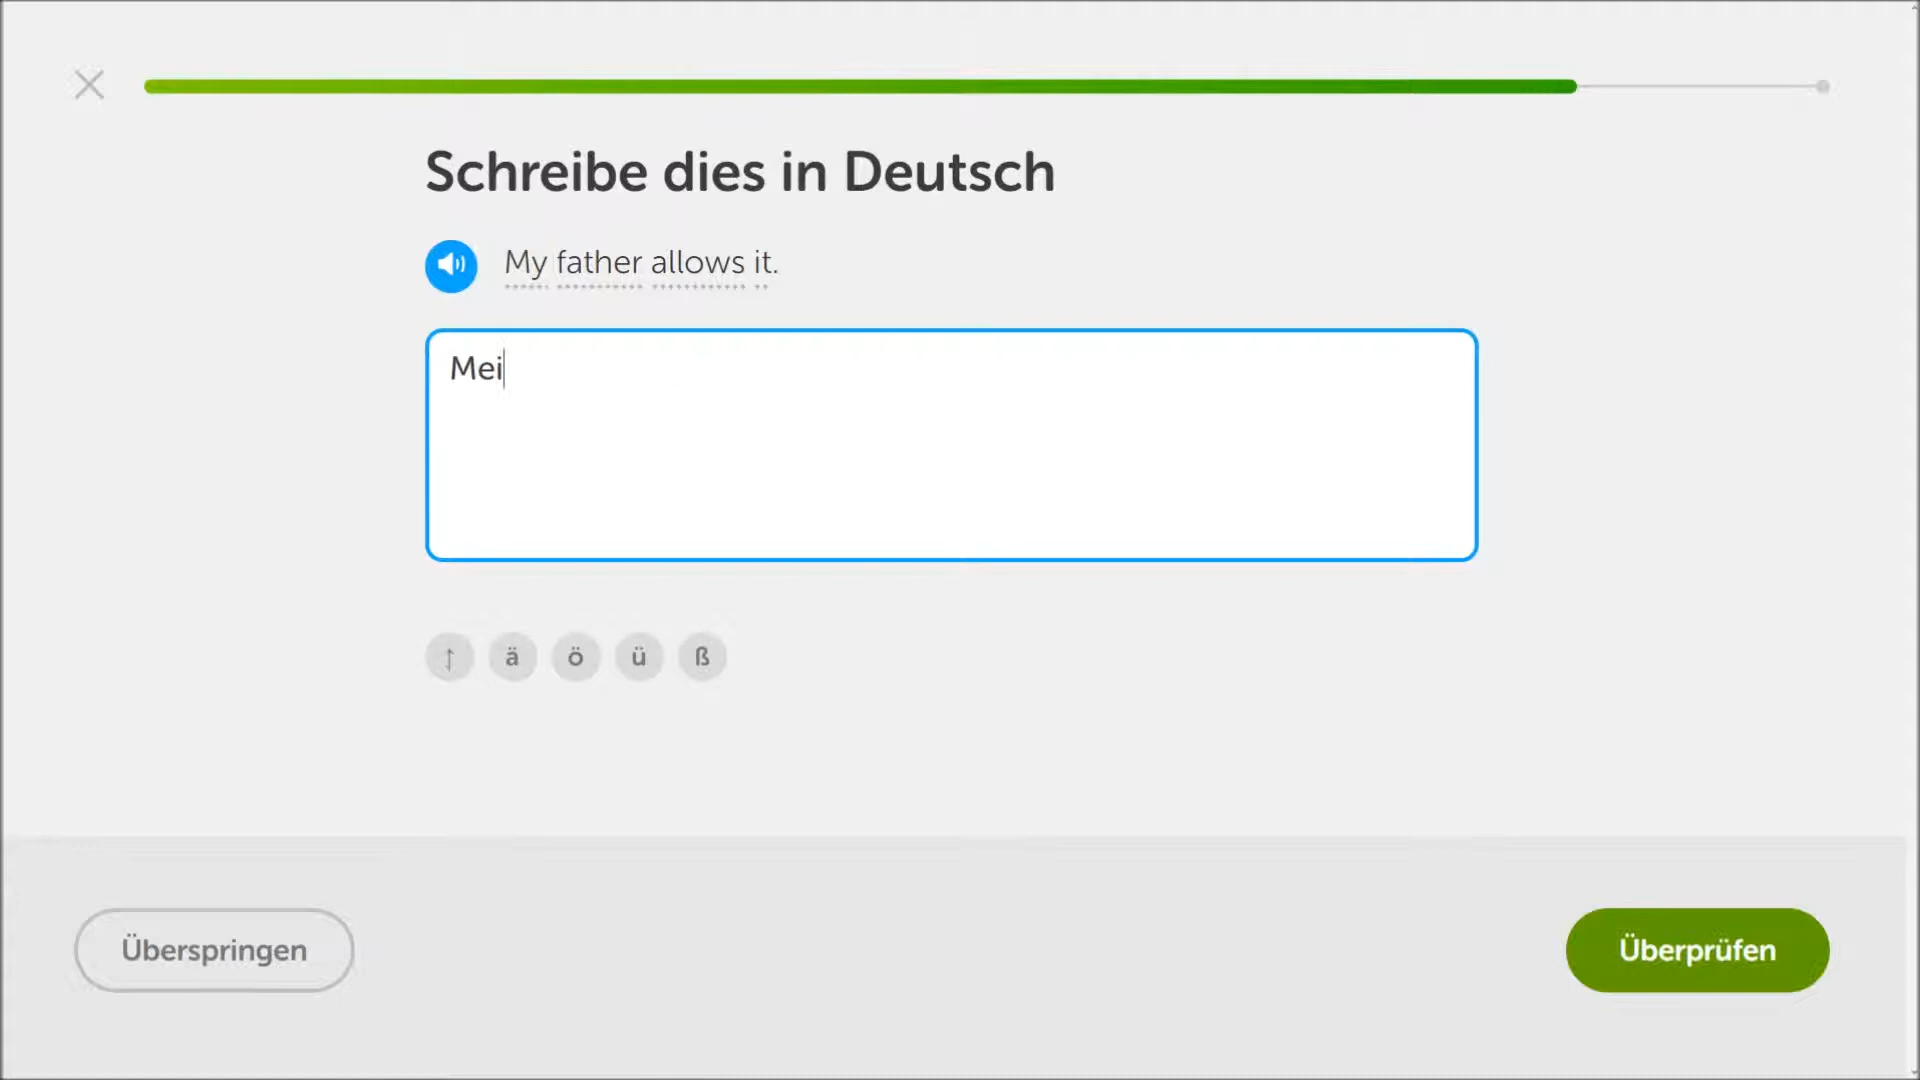 Schreibe dies in Deutsch
My father allows it.
Mei
↑ ä ö ü ß
Überspringen
Überprüfen